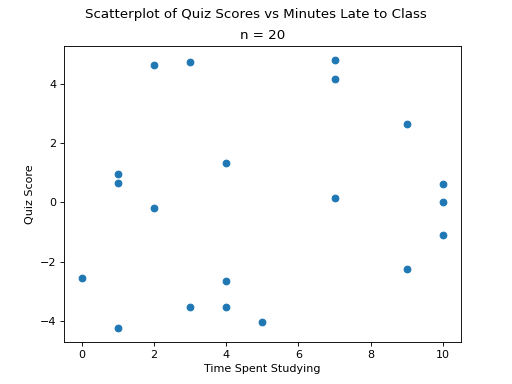 Scatterplot of Quiz Scores vs Minutes Late to Class
n = 20
4
2
0
−2
−4
Quiz Score
0 2 4 6 8 10
Time Spent Studying